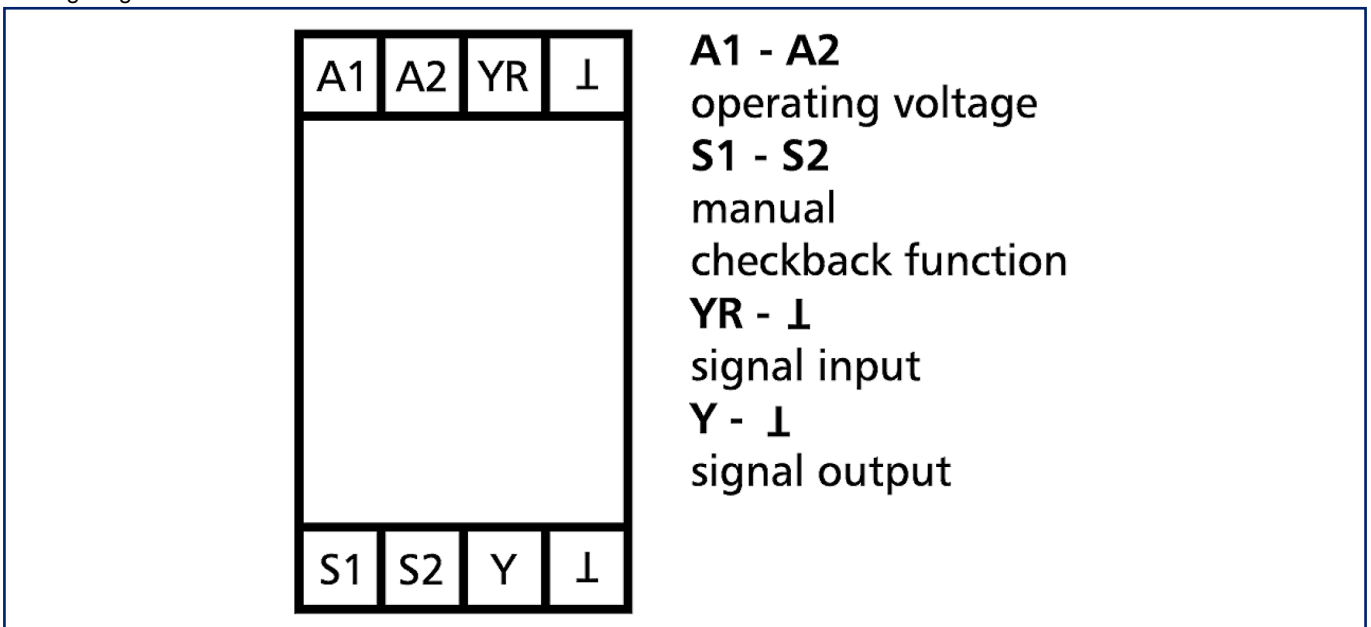 A1 A2 YR ⊥
A1 - A2
operating voltage
S1 - S2
manual
checkback function
YR - ⊥
signal input
Y - ⊥
signal output
S1 S2 Y ⊥